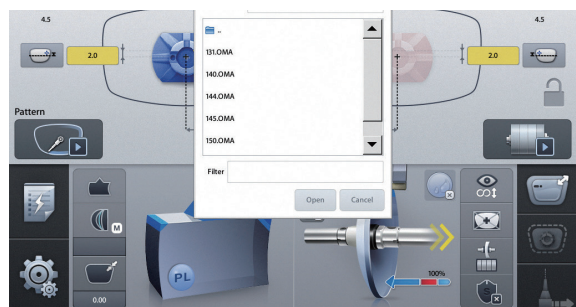 4.5
4.5
..
2.0
2.0
131.OMA
140.OMA
144.OMA
145.OMA
150.OMA
Pattern
Filter
Open
Cancel
M
PL
100%
0.00